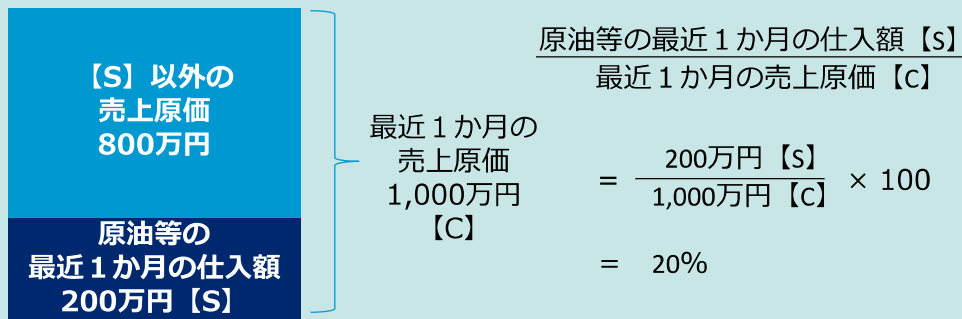 【S】以外の
売上原価
800万円
原油等の
最近１か月の仕入額
200万円【S】
最近１か月の
売上原価
1,000万円
【C】
原油等の最近１か月の仕入額【S】
最近１か月の売上原価【C】
= 200万円【S】
1,000万円【C】 × 100
= 20%